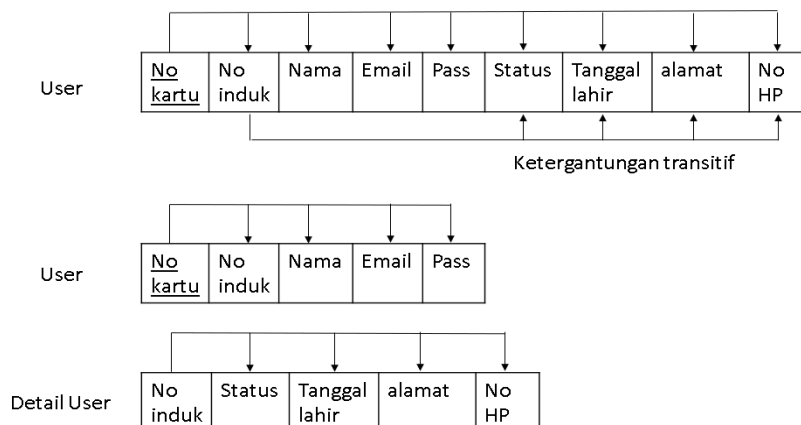 User
No kartu
No induk
Nama
Email
Pass
Status
Tanggal lahir
alamat
No HP
Ketergantungan transitif
User
No kartu
No induk
Nama
Email
Pass
Detail User
No induk
Status
Tanggal lahir
alamat
No HP